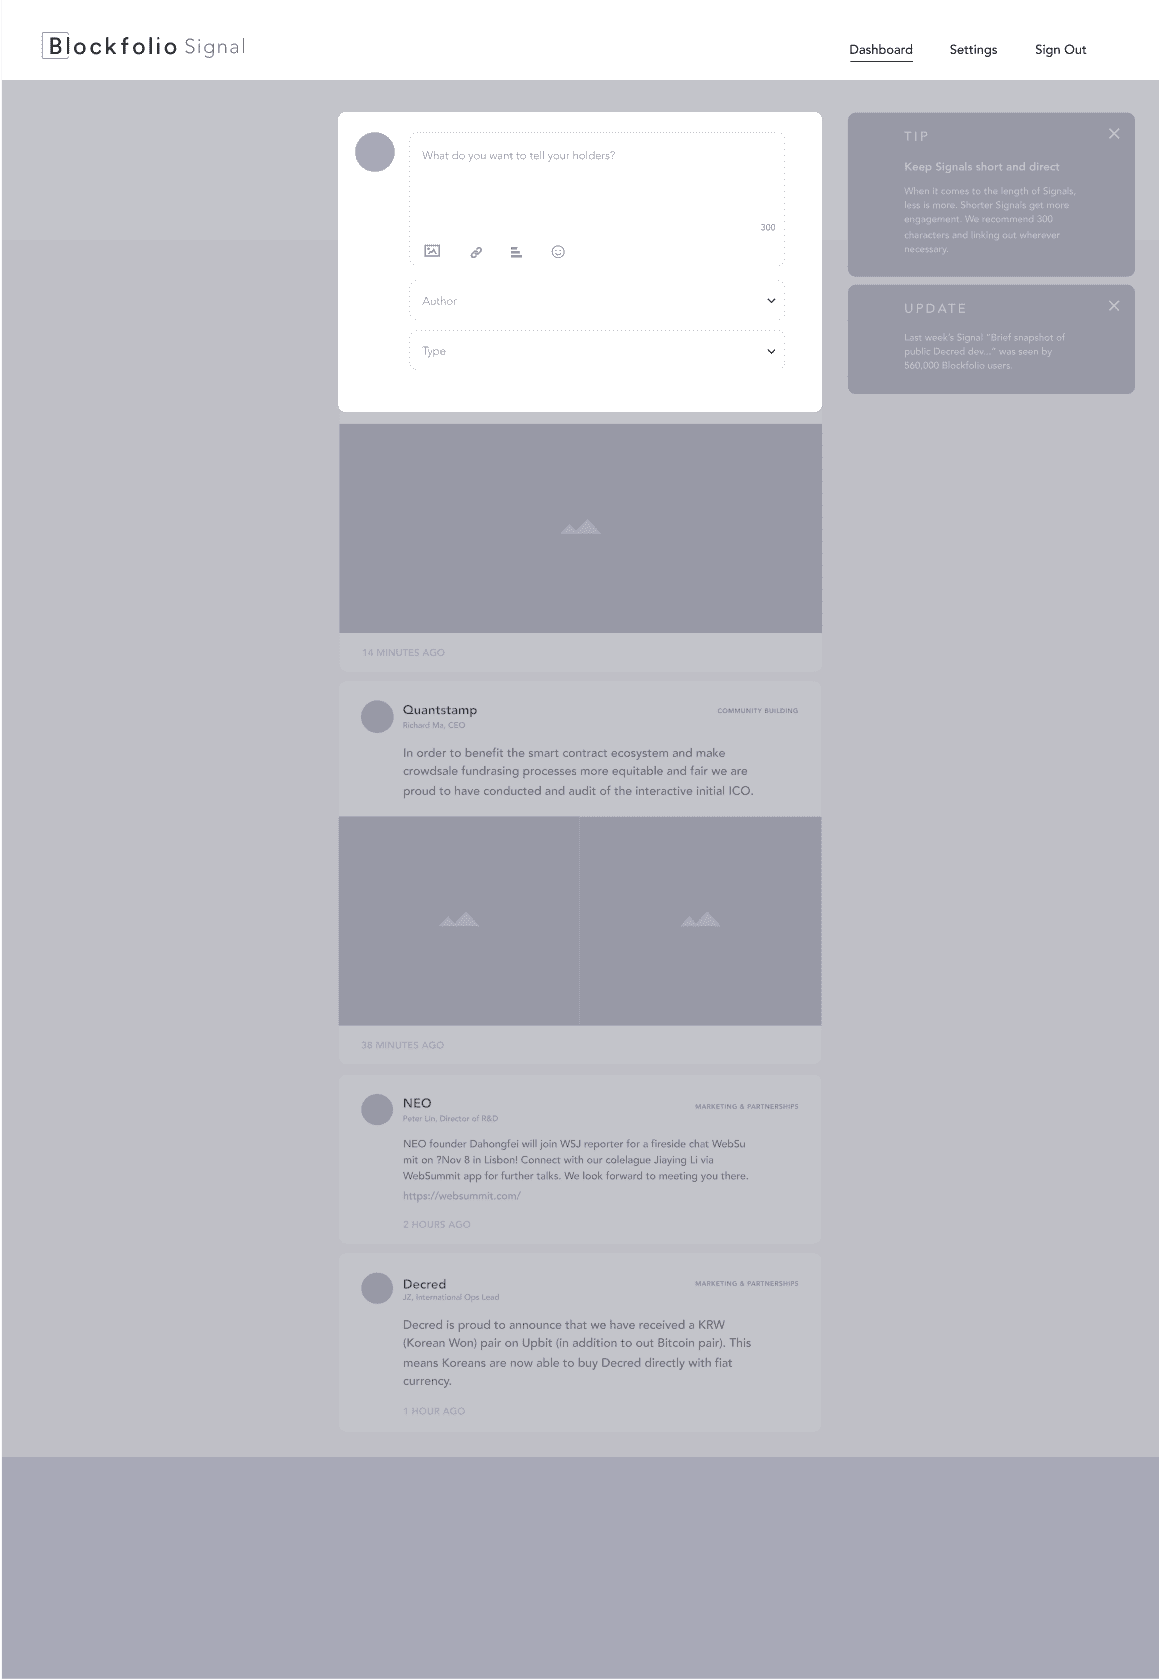 Blockfolio Signal
Dashboard Settings Sign Out
What do you want to tell your holders?
300
Author
Type
TIP
Keep Signals short and direct
When it comes to the length of Signals,
less is more. Shorter Signals get more
engagement. We recommend 300
characters and linking out wherever
necessary.
UPDATE
Last week's Signal "Brief snapshot of
public Decred dev..." was seen by
560,000 Blockfolio users.
14 MINUTES AGO
Quantstamp
COMMUNITY BUILDING
Richard Ma, CEO
In order to benefit the smart contract ecosystem and make
crowdsale fundrasing processes more equitable and fair we are
proud to have conducted and audit of the interactive initial ICO.
38 MINUTES AGO
NEO
MARKETING & PARTNERSHIPS
Peter Lin, Director of R&D
NEO founder Dahongfei will join WSJ reporter for a fireside chat WebSu
mit on ?Nov 8 in Lisbon! Connect with our colelague Jiaying Li via
WebSummit app for further talks. We look forward to meeting you there.
https://websummit.com/
2 HOURS AGO
Decred
MARKETING & PARTNERSHIPS
JZ, International Ops Lead
Decred is proud to announce that we have received a KRW
(Korean Won) pair on Upbit (in addition to out Bitcoin pair). This
means Koreans are now able to buy Decred directly with fiat
currency.
1 HOUR AGO